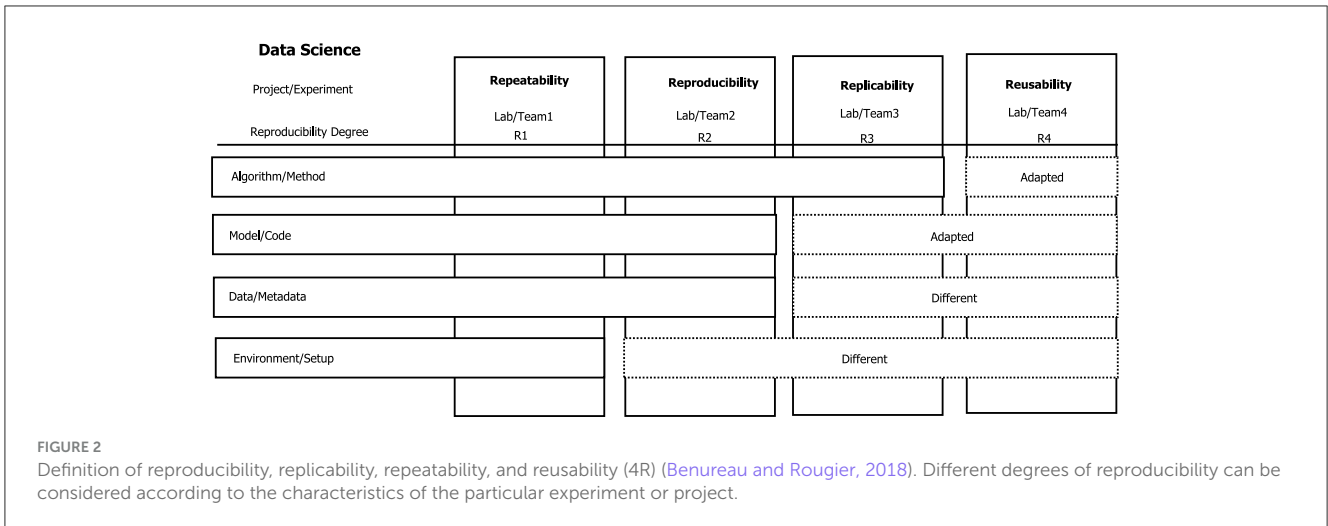 Data Science
Project/Experiment
Reproducibility Degree
Repeatability
Lab/Team1
R1
Reproducibility
Lab/Team2
R2
Replicability
Lab/Team3
R3
Reusability
Lab/Team4
R4
Algorithm/Method
Adapted
Model/Code
Adapted
Data/Metadata
Different
Environment/Setup
Different
FIGURE 2
Definition of reproducibility, replicability, repeatability, and reusability (4R) (Benureau and Rougier, 2018). Different degrees of reproducibility can be
considered according to the characteristics of the particular experiment or project.